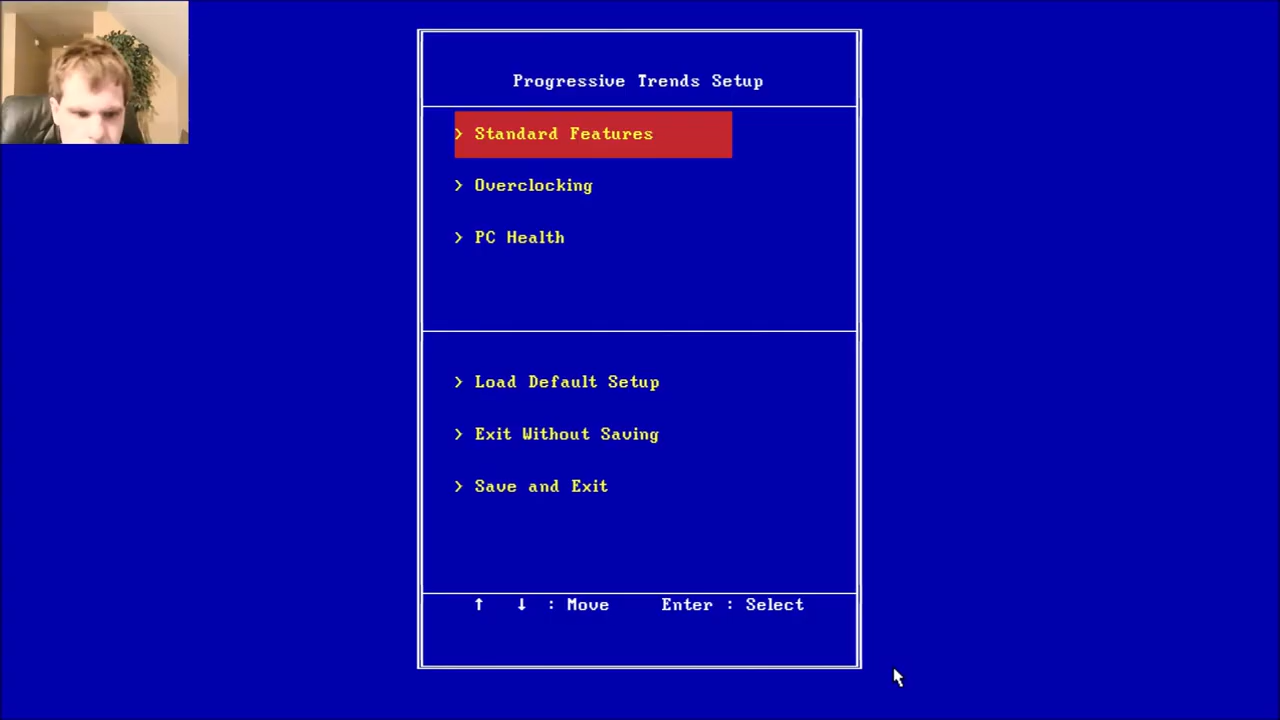 Progressive Trends Setup
> Standard Features
> Overclocking
> PC Health
> Load Default Setup
> Exit Without Saving
> Save and Exit
↑ ↓ : Move Enter : Select